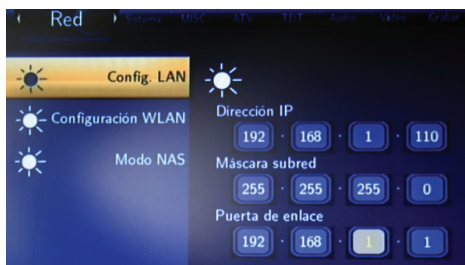 Red Sistema MISC ATV TDT Audio Video Grabar
Config. LAN
Configuración WLAN
Modo NAS
Dirección IP
192 · 168 · 1 · 110
Máscara subred
255 · 255 · 255 · 0
Puerta de enlace
192 · 168 · 1 · 1